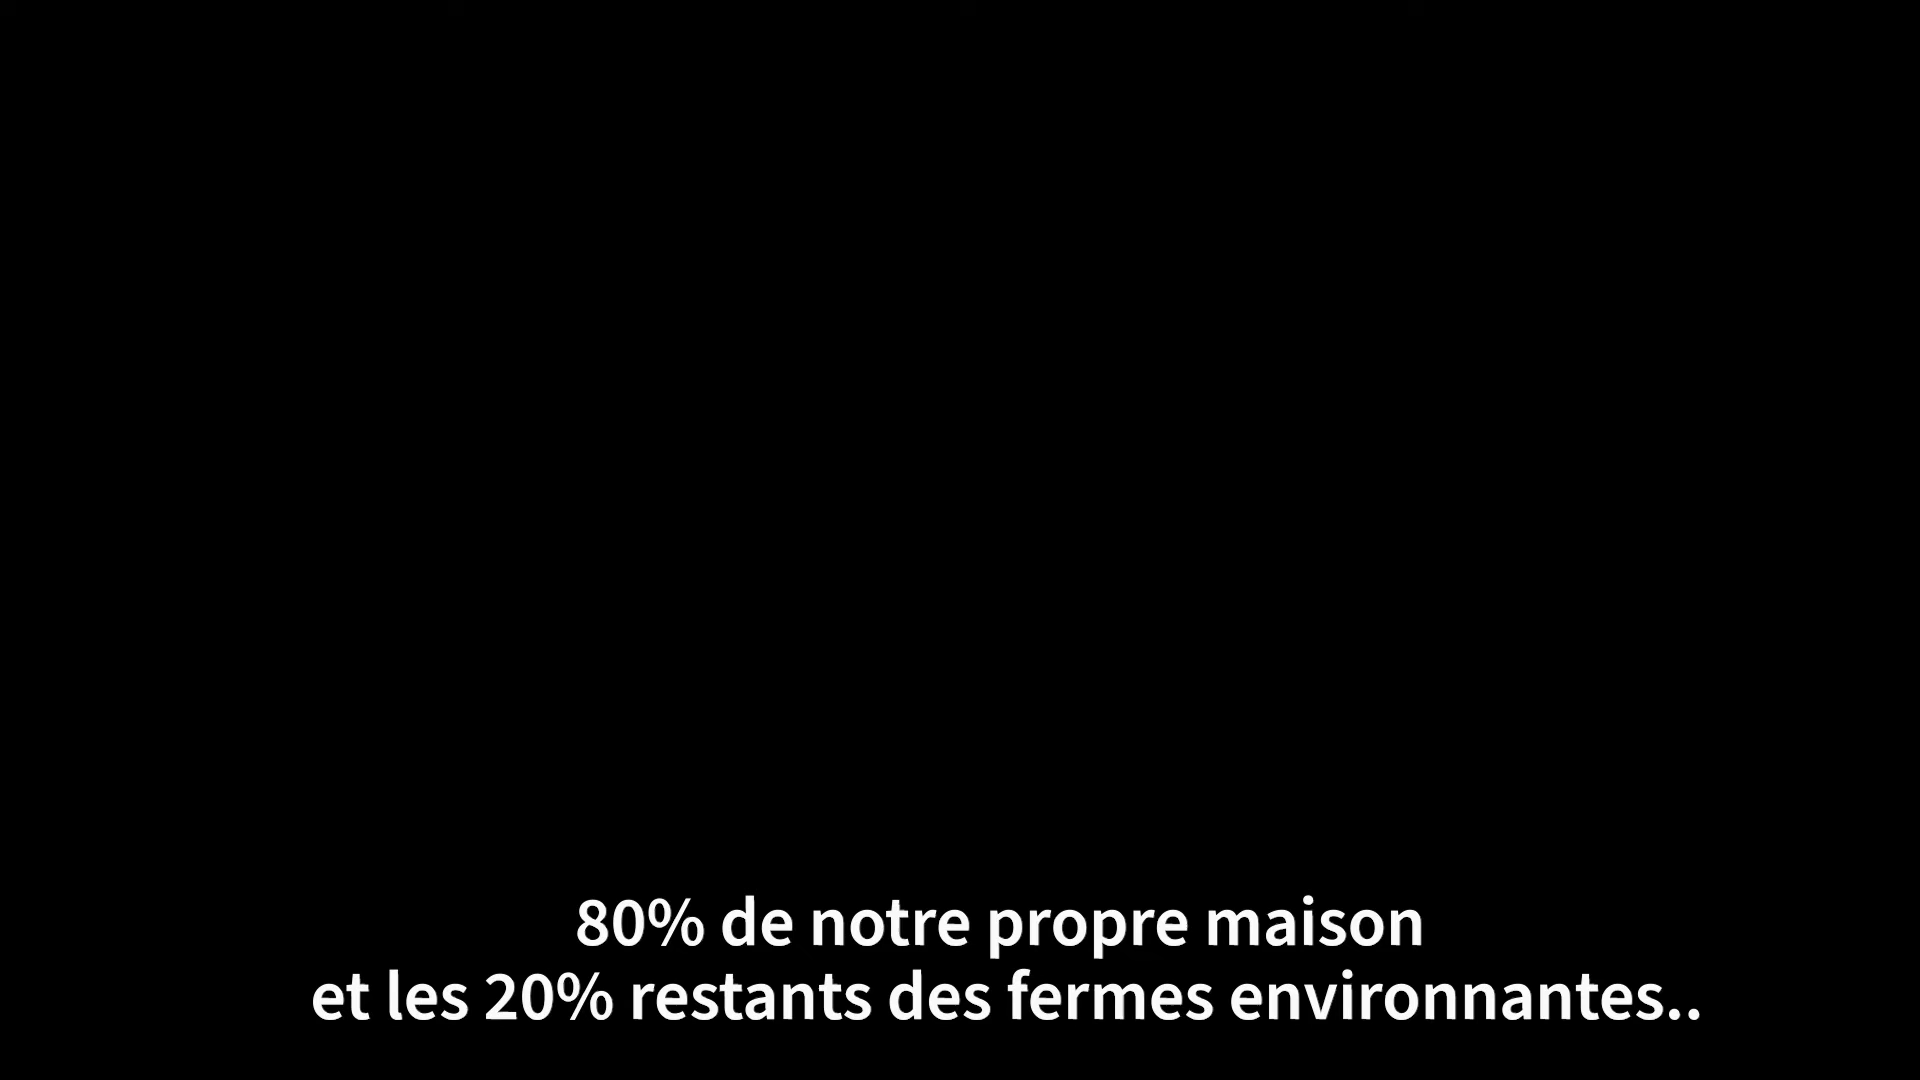 80% de notre propre maison
et les 20% restants des fermes environnantes..